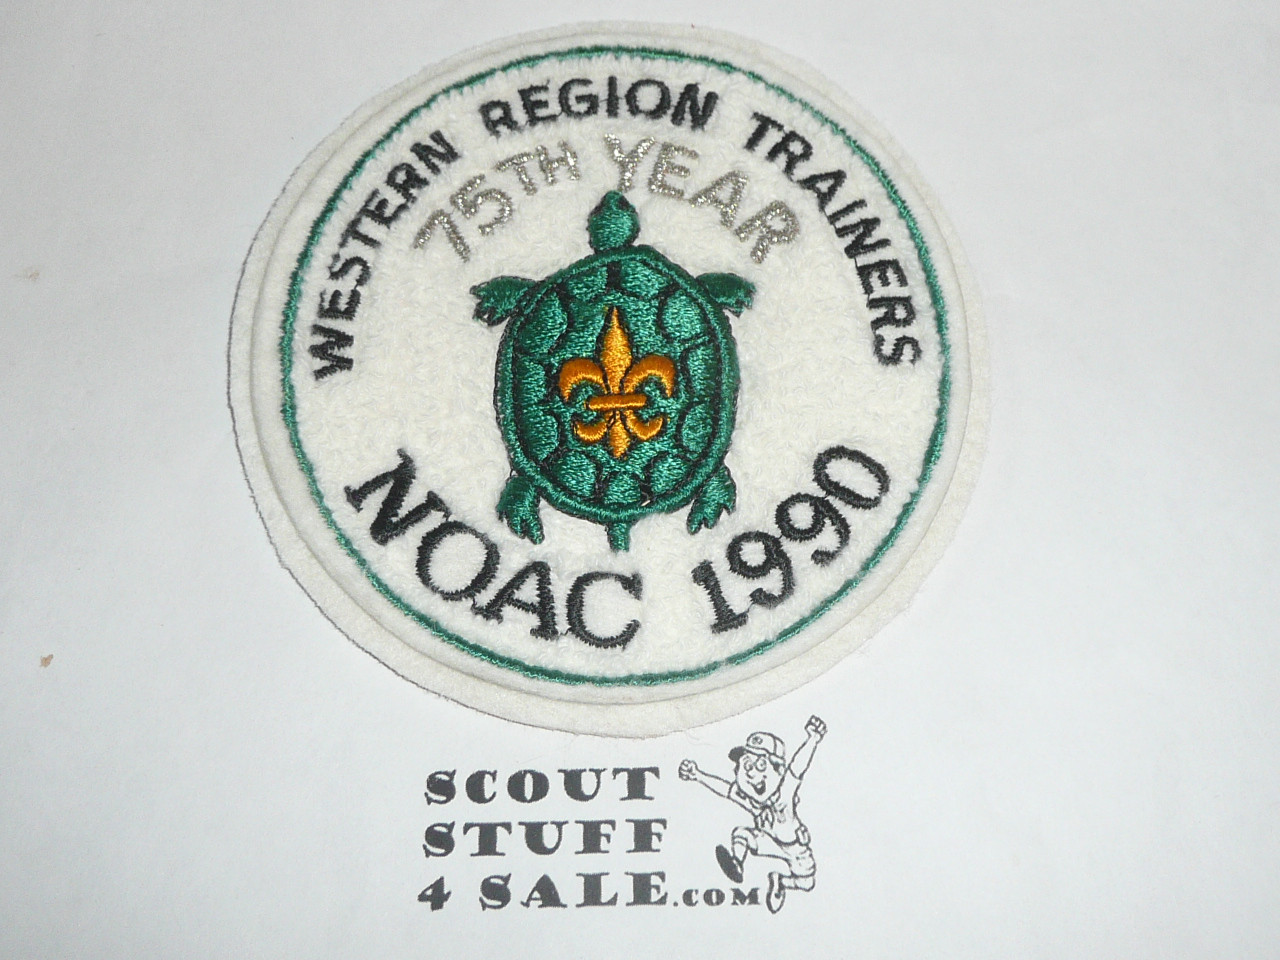 WESTERN REGION TRAINERS
75TH YEAR
NOAC 1990
SCOUT
STUFF
4 SALE.COM